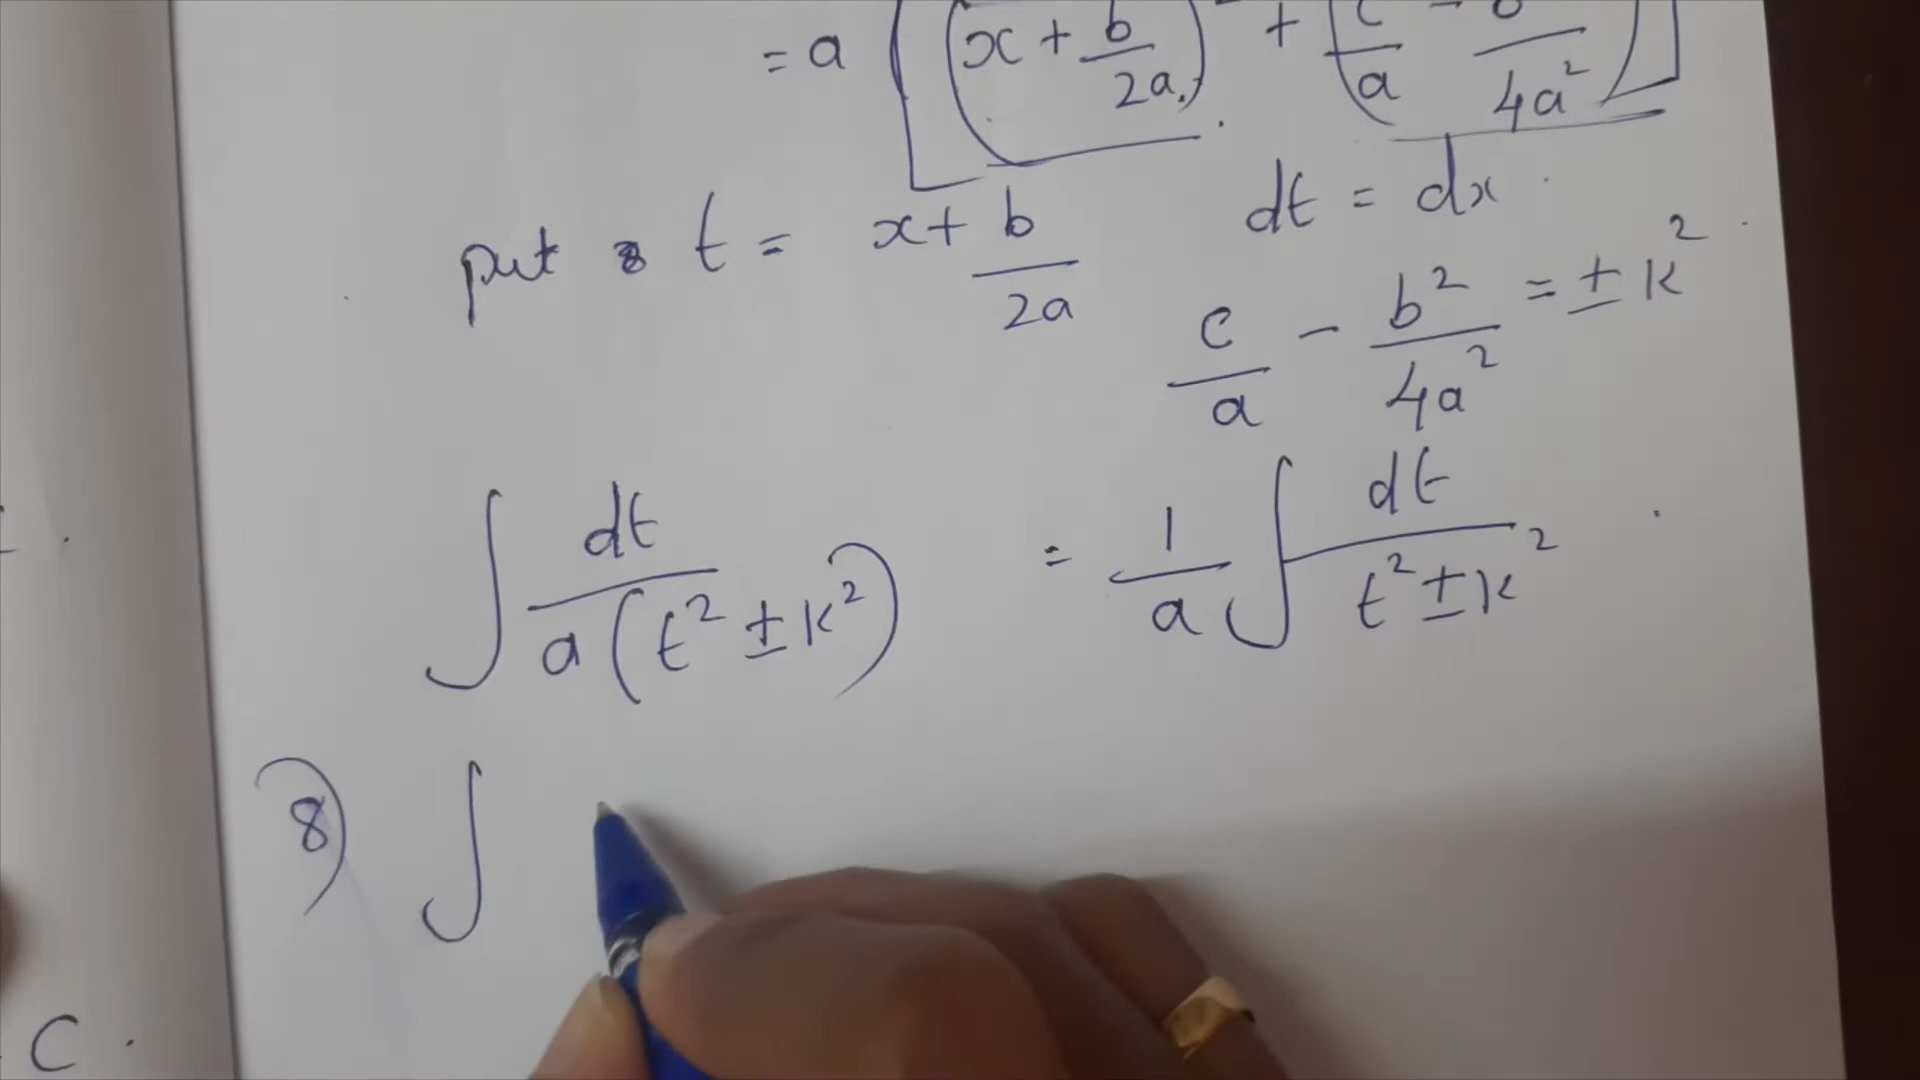 = a [(x + b/2a)² + (c/a - b²/4a²)]
put t = x + b/2a dt = dx
c/a - b²/4a² = ± k²
∫ dt/a(t² ± k²) = 1/a ∫ dt/t² ± k²
8) ∫
C.